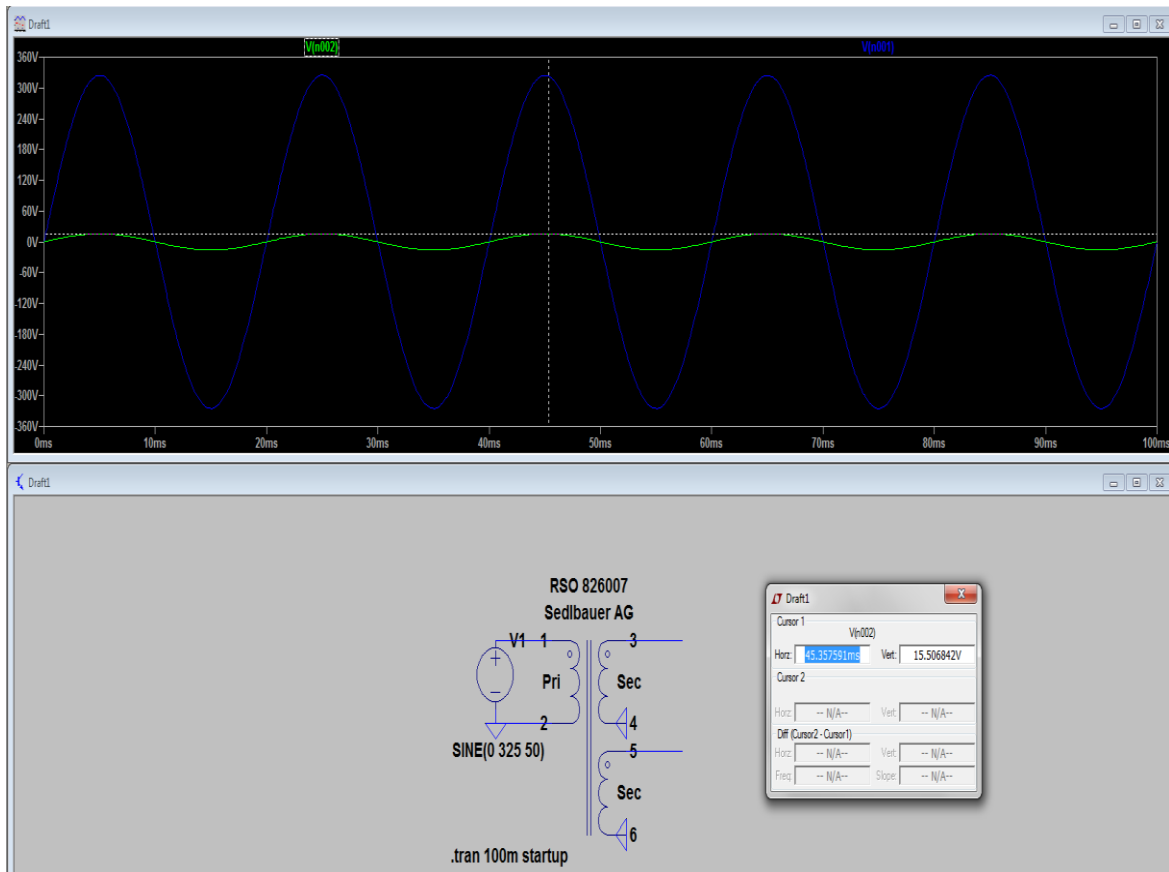 Draft1
V(n002) V(n001)
360V
300V
240V
180V
120V
60V
0V
-60V
-120V
-180V
-240V
-300V
-360V
0ms 10ms 20ms 30ms 40ms 50ms 60ms 70ms 80ms 90ms 100ms
Draft1
RSO 826007
Sedlbauer AG
V1 1 3
Pri Sec
2 4
SINE(0 325 50)
5
Sec
6
.tran 100m startup
Draft1
Cursor 1
V(n002)
Horz: 45.357591ms Vert: 15.506842V
Cursor 2
Horz: -- N/A-- Vert: -- N/A--
Diff (Cursor2 - Cursor1)
Horz: -- N/A-- Vert: -- N/A--
Freq: -- N/A-- Slope: -- N/A--